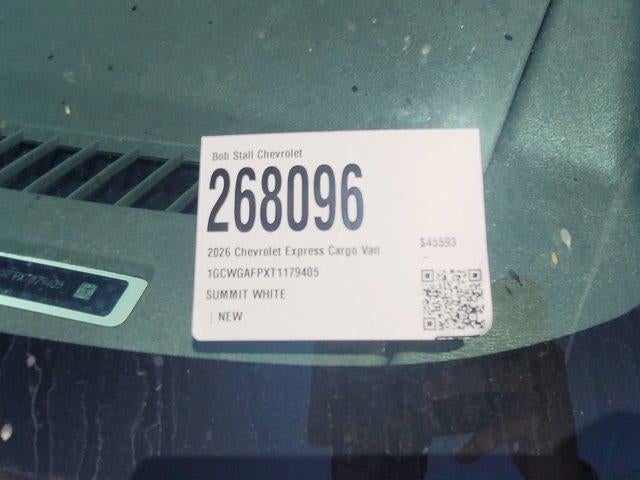 Bob Stall Chevrolet
268096
2026 Chevrolet Express Cargo Van
$45593
1GCWGAFPXT1179405
SUMMIT WHITE
| NEW